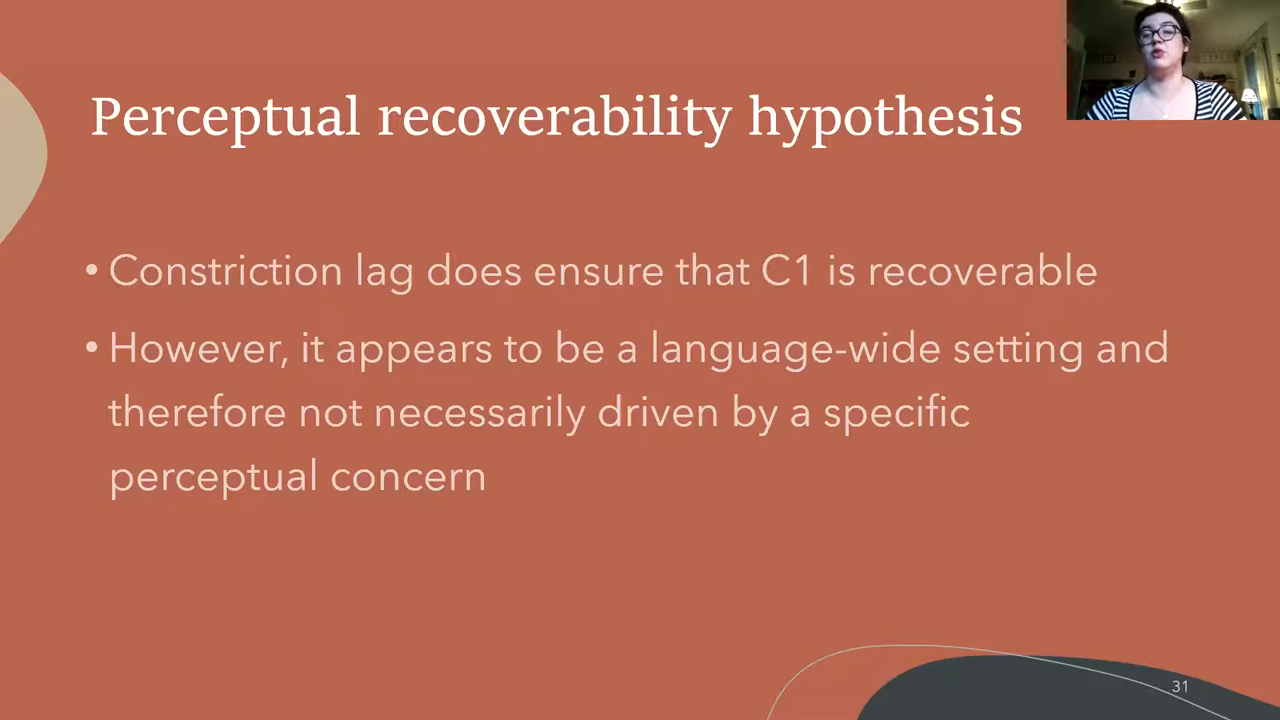 Perceptual recoverability hypothesis
• Constriction lag does ensure that C1 is recoverable
• However, it appears to be a language-wide setting and
therefore not necessarily driven by a specific
perceptual concern
31